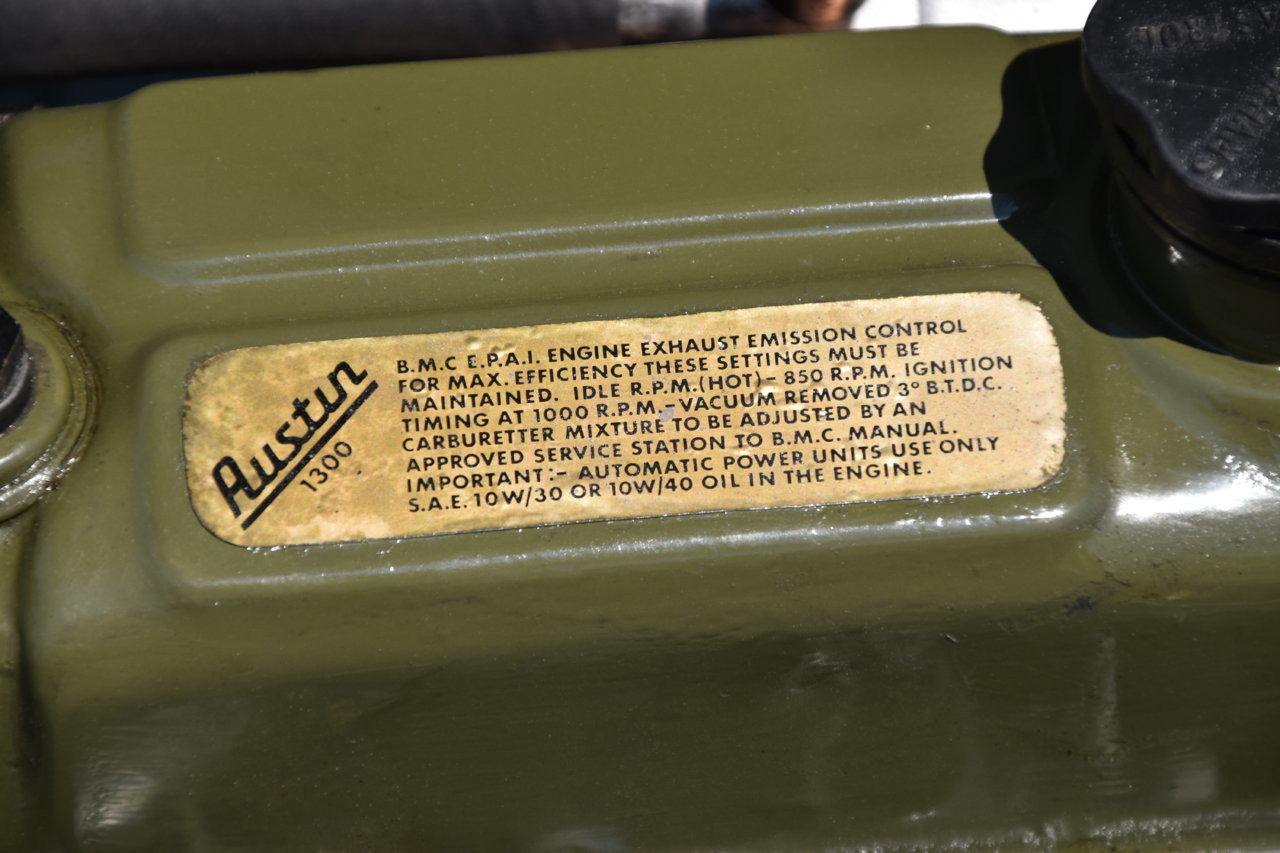 Austin
1300
B.M.C E.P.A.I. ENGINE EXHAUST EMISSION CONTROL
FOR MAX. EFFICIENCY THESE SETTINGS MUST BE
MAINTAINED. IDLE R.P.M.(HOT)- 850 R.P.M. IGNITION
TIMING AT 1000 R.P.M.- VACUUM REMOVED 3° B.T.D.C.
CARBURETTER MIXTURE TO BE ADJUSTED BY AN
APPROVED SERVICE STATION TO B.M.C. MANUAL.
IMPORTANT:- AUTOMATIC POWER UNITS USE ONLY
S.A.E. 10W/30 OR 10W/40 OIL IN THE ENGINE.